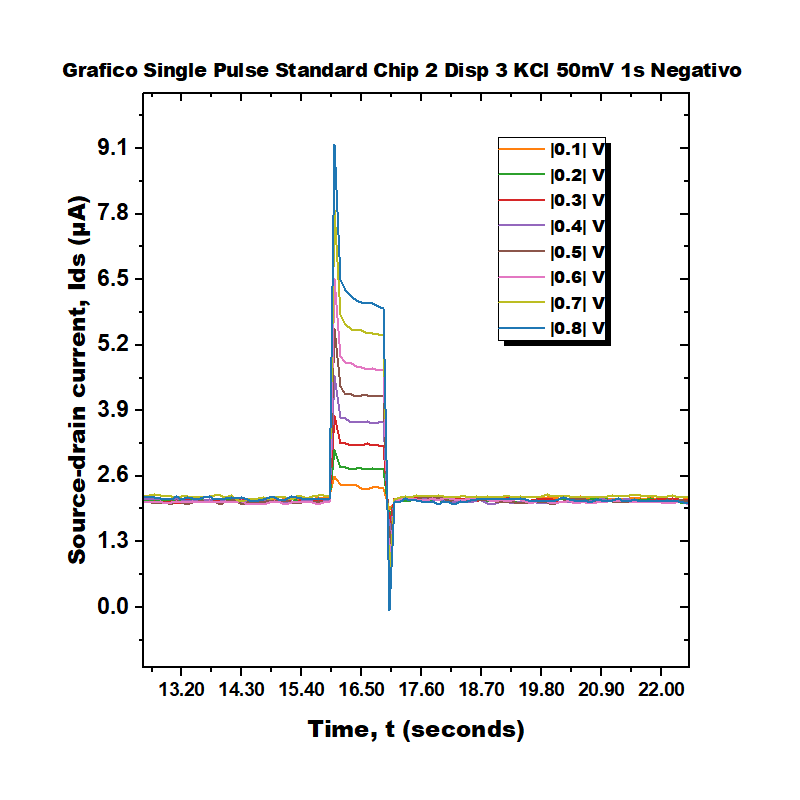 Grafico Single Pulse Standard Chip 2 Disp 3 KCl 50mV 1s Negativo
Source-drain current, Ids (µA)
9.1
7.8
6.5
5.2
3.9
2.6
1.3
0.0
|0.1| V
|0.2| V
|0.3| V
|0.4| V
|0.5| V
|0.6| V
|0.7| V
|0.8| V
13.20 14.30 15.40 16.50 17.60 18.70 19.80 20.90 22.00
Time, t (seconds)